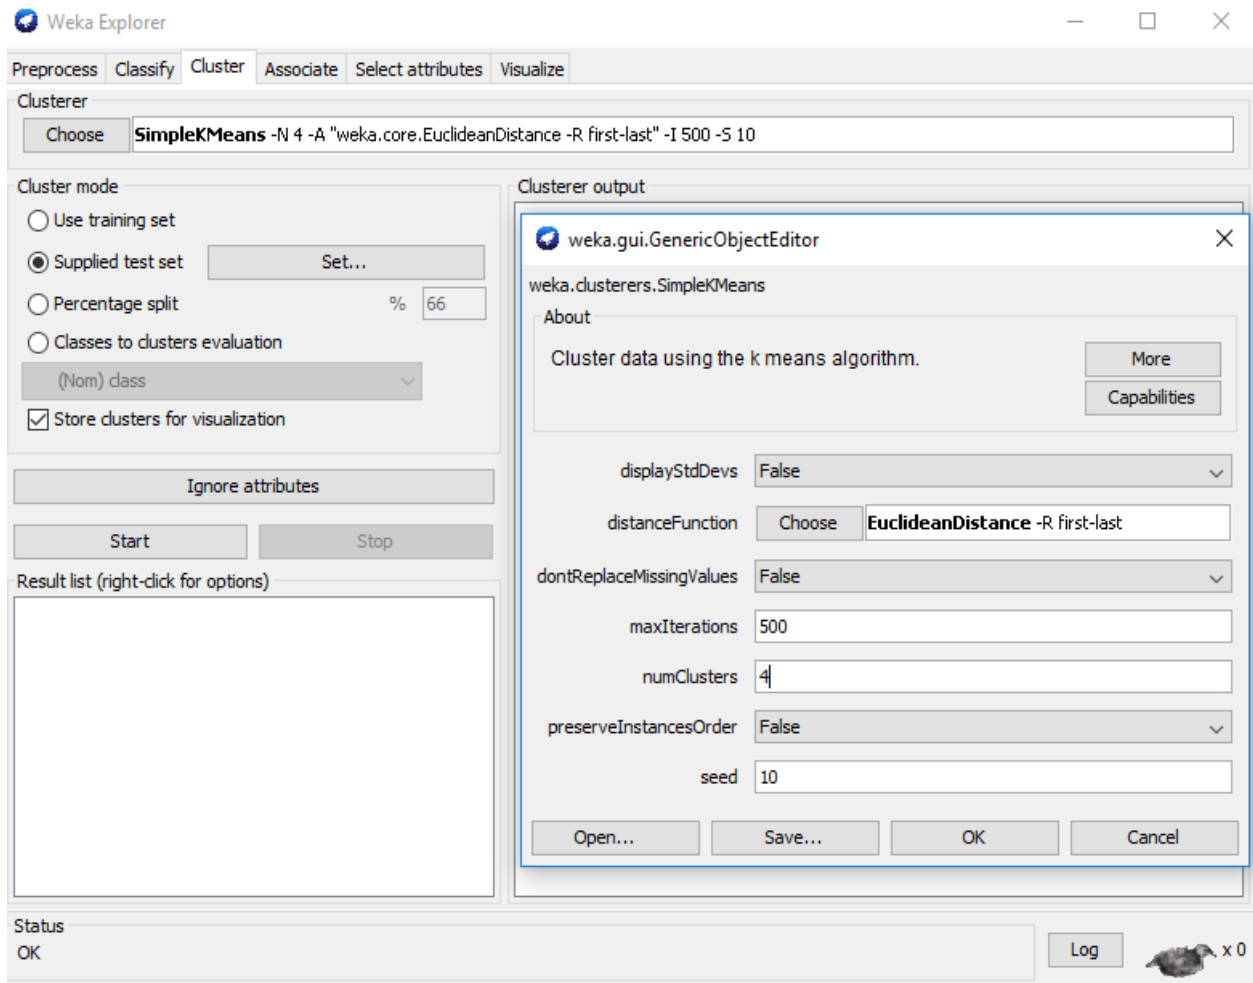 Weka Explorer
Preprocess Classify Cluster Associate Select attributes Visualize
Clusterer
Choose SimpleKMeans -N 4 -A "weka.core.EuclideanDistance -R first-last" -I 500 -S 10
Cluster mode
Use training set
Supplied test set Set...
Percentage split % 66
Classes to clusters evaluation
(Nom) class
Store clusters for visualization
Ignore attributes
Start Stop
Result list (right-click for options)
Clusterer output
weka.gui.GenericObjectEditor
weka.clusterers.SimpleKMeans
About
Cluster data using the k means algorithm.
More
Capabilities
displayStdDevs False
distanceFunction Choose EuclideanDistance -R first-last
dontReplaceMissingValues False
maxIterations 500
numClusters 4
preserveInstancesOrder False
seed 10
Open... Save... OK Cancel
Status
OK
Log x 0